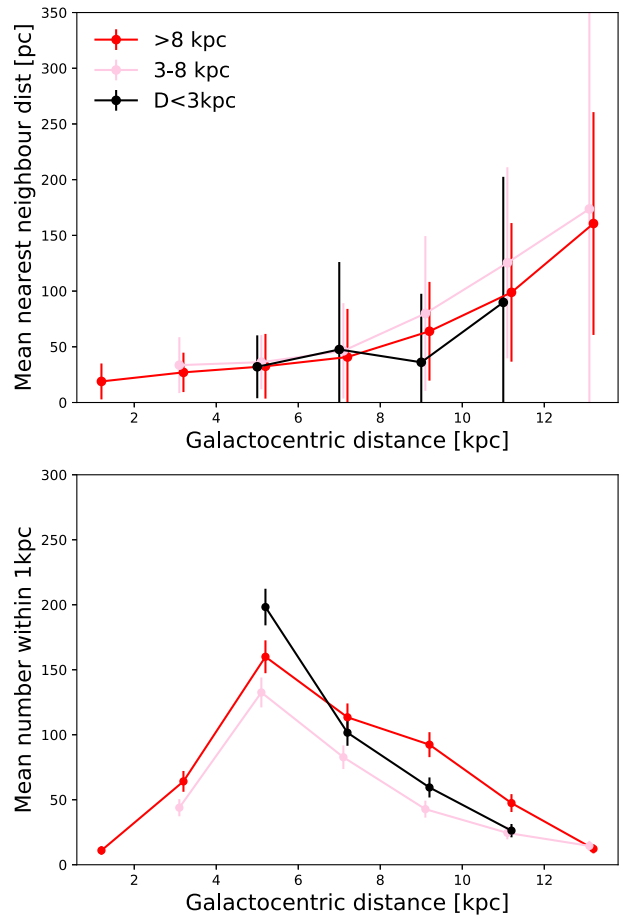 350
300
250
200
150
100
50
0
Mean nearest neighbour dist [pc]
>8 kpc
3-8 kpc
D<3kpc
2 4 6 8 10 12
Galactocentric distance [kpc]
300
250
200
150
100
50
0
Mean number within 1kpc
2 4 6 8 10 12
Galactocentric distance [kpc]